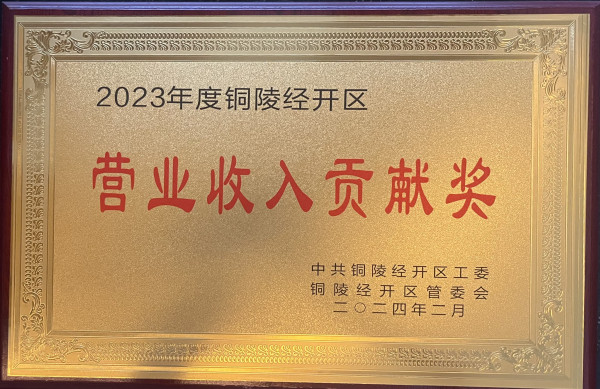 2023年度铜陵经开区
营业收入贡献奖
中共铜陵经开区工委
铜陵经开区管委会
二〇二四年二月